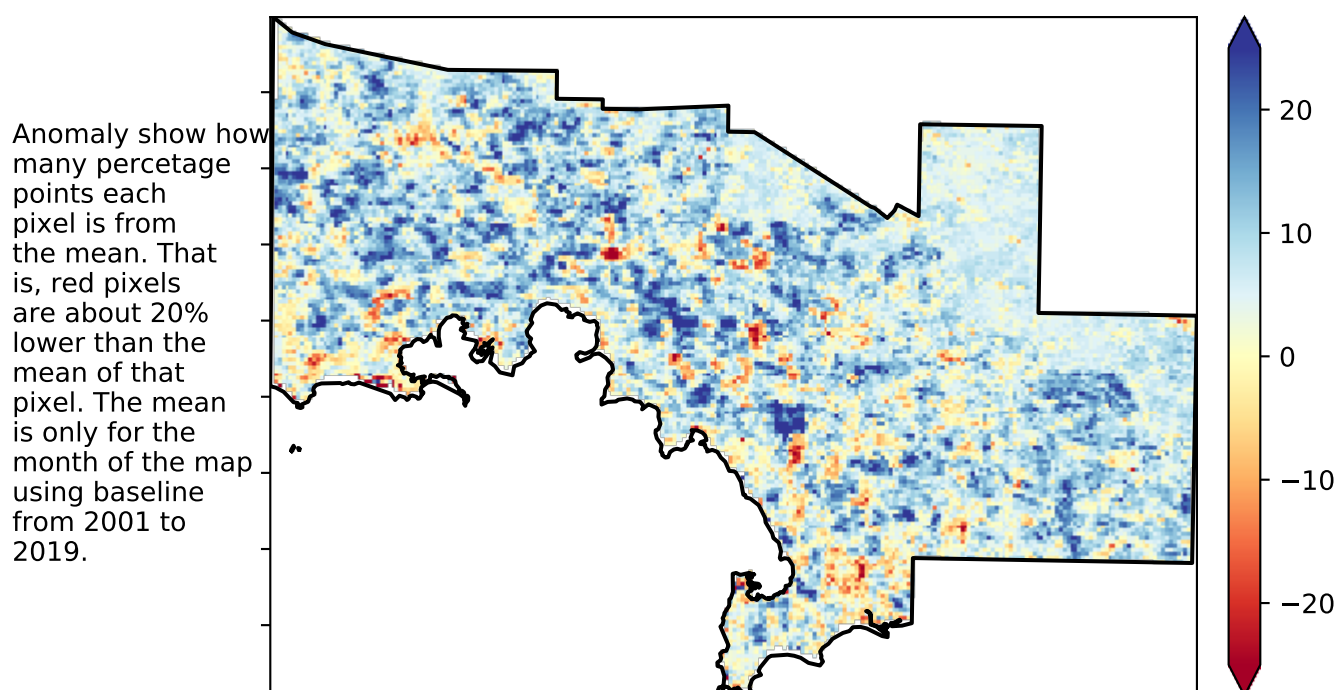 Anomaly show how
many percetage
points each
pixel is from
the mean. That
is, red pixels
are about 20%
lower than the
mean of that
pixel. The mean
is only for the
month of the map
using baseline
from 2001 to
2019.
20
10
0
−10
−20